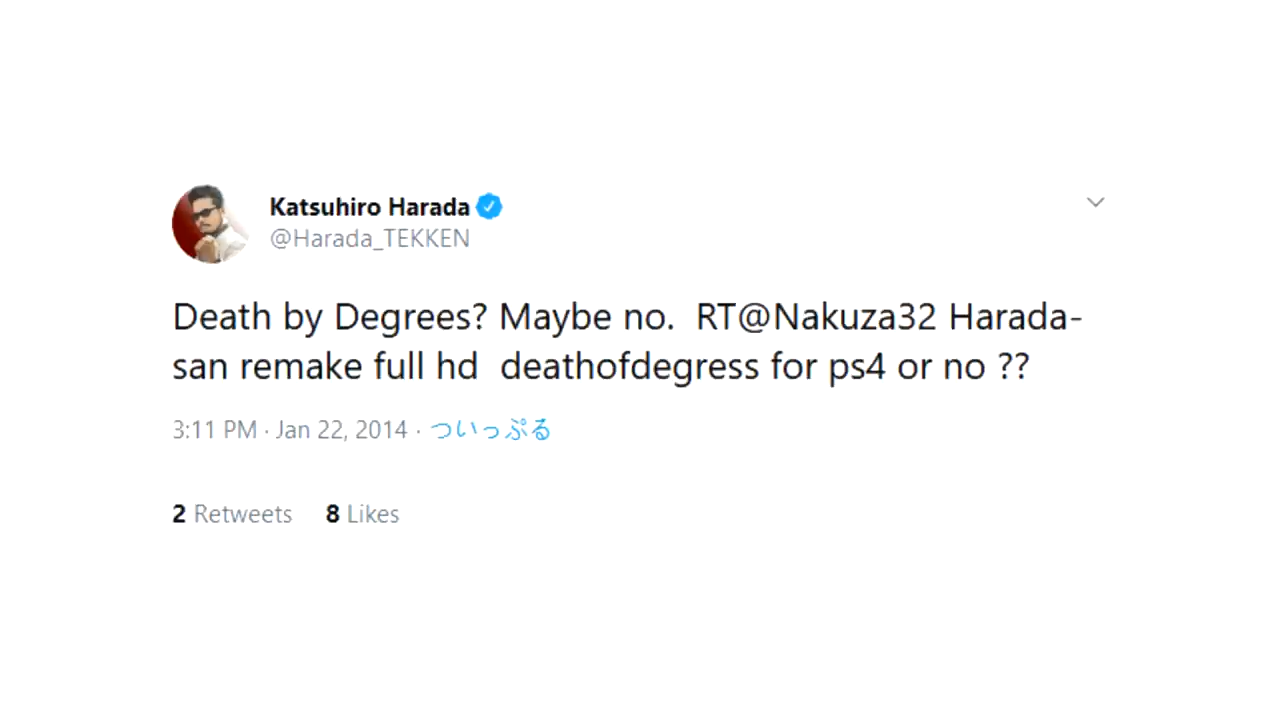 Katsuhiro Harada
@Harada_TEKKEN
Death by Degrees? Maybe no.  RT@Nakuza32 Harada-
san remake full hd  deathofdegress for ps4 or no ??
3:11 PM · Jan 22, 2014 · ついっぷる
2 Retweets 8 Likes